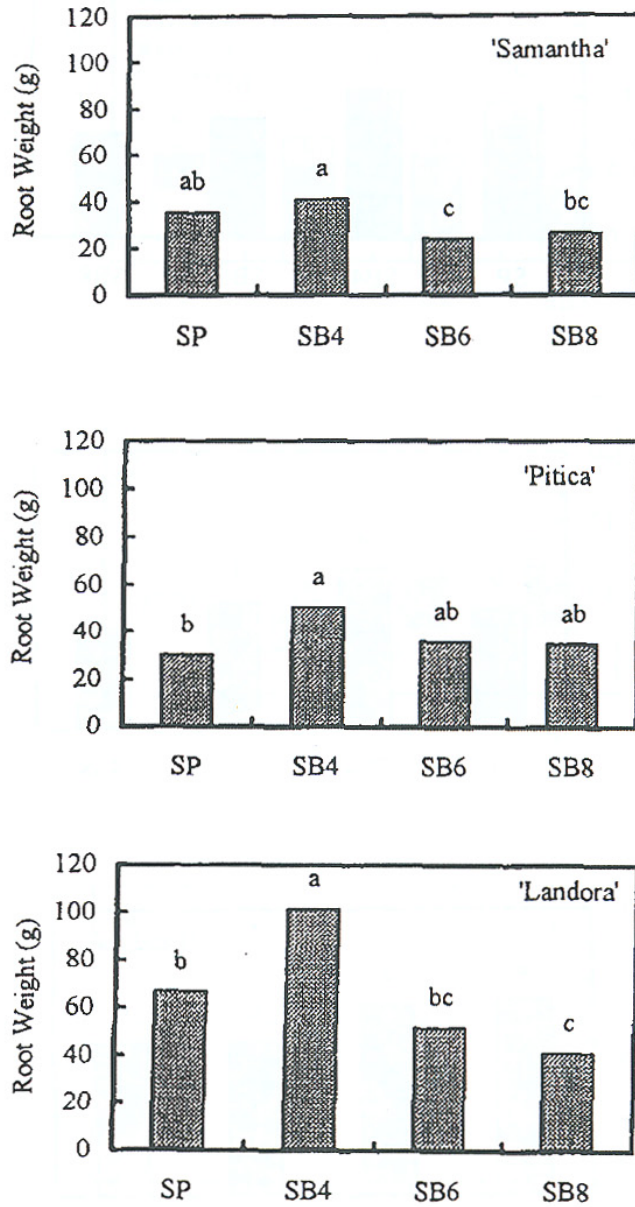 120
'Samantha'
100
80
60
40
20
0
Root Weight (g)
ab
a
c
bc
SP SB4 SB6 SB8
120
'Pitica'
100
80
60
40
20
0
Root Weight (g)
b
a
ab
ab
SP SB4 SB6 SB8
120
'Landora'
100
80
60
40
20
0
Root Weight (g)
b
a
bc
c
SP SB4 SB6 SB8